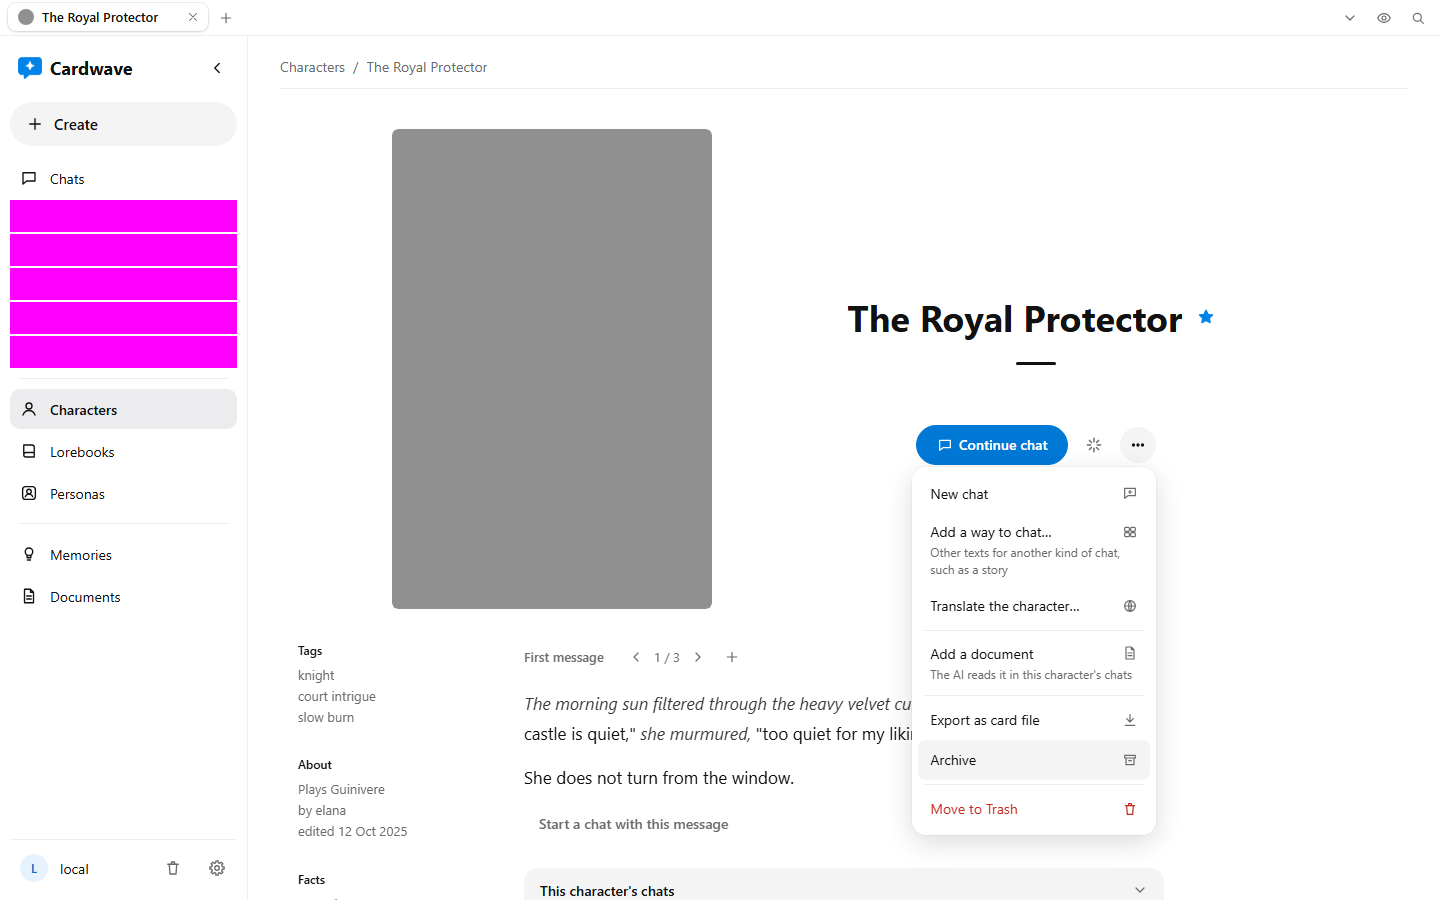 The Royal Protector
Cardwave
Create
Chats
Characters
Lorebooks
Personas
Memories
Documents
L local
Characters / The Royal Protector
The Royal Protector
Continue chat
New chat
Add a way to chat...
Other texts for another kind of chat,
such as a story
Translate the character...
Add a document
The AI reads it in this character's chats
Export as card file
Archive
Move to Trash
Tags
knight
court intrigue
slow burn
About
Plays Guinivere
by elana
edited 12 Oct 2025
Facts
First message 1 / 3
The morning sun filtered through the heavy velvet
castle is quiet," she murmured, "too quiet for my
She does not turn from the window.
Start a chat with this message
This character's chats